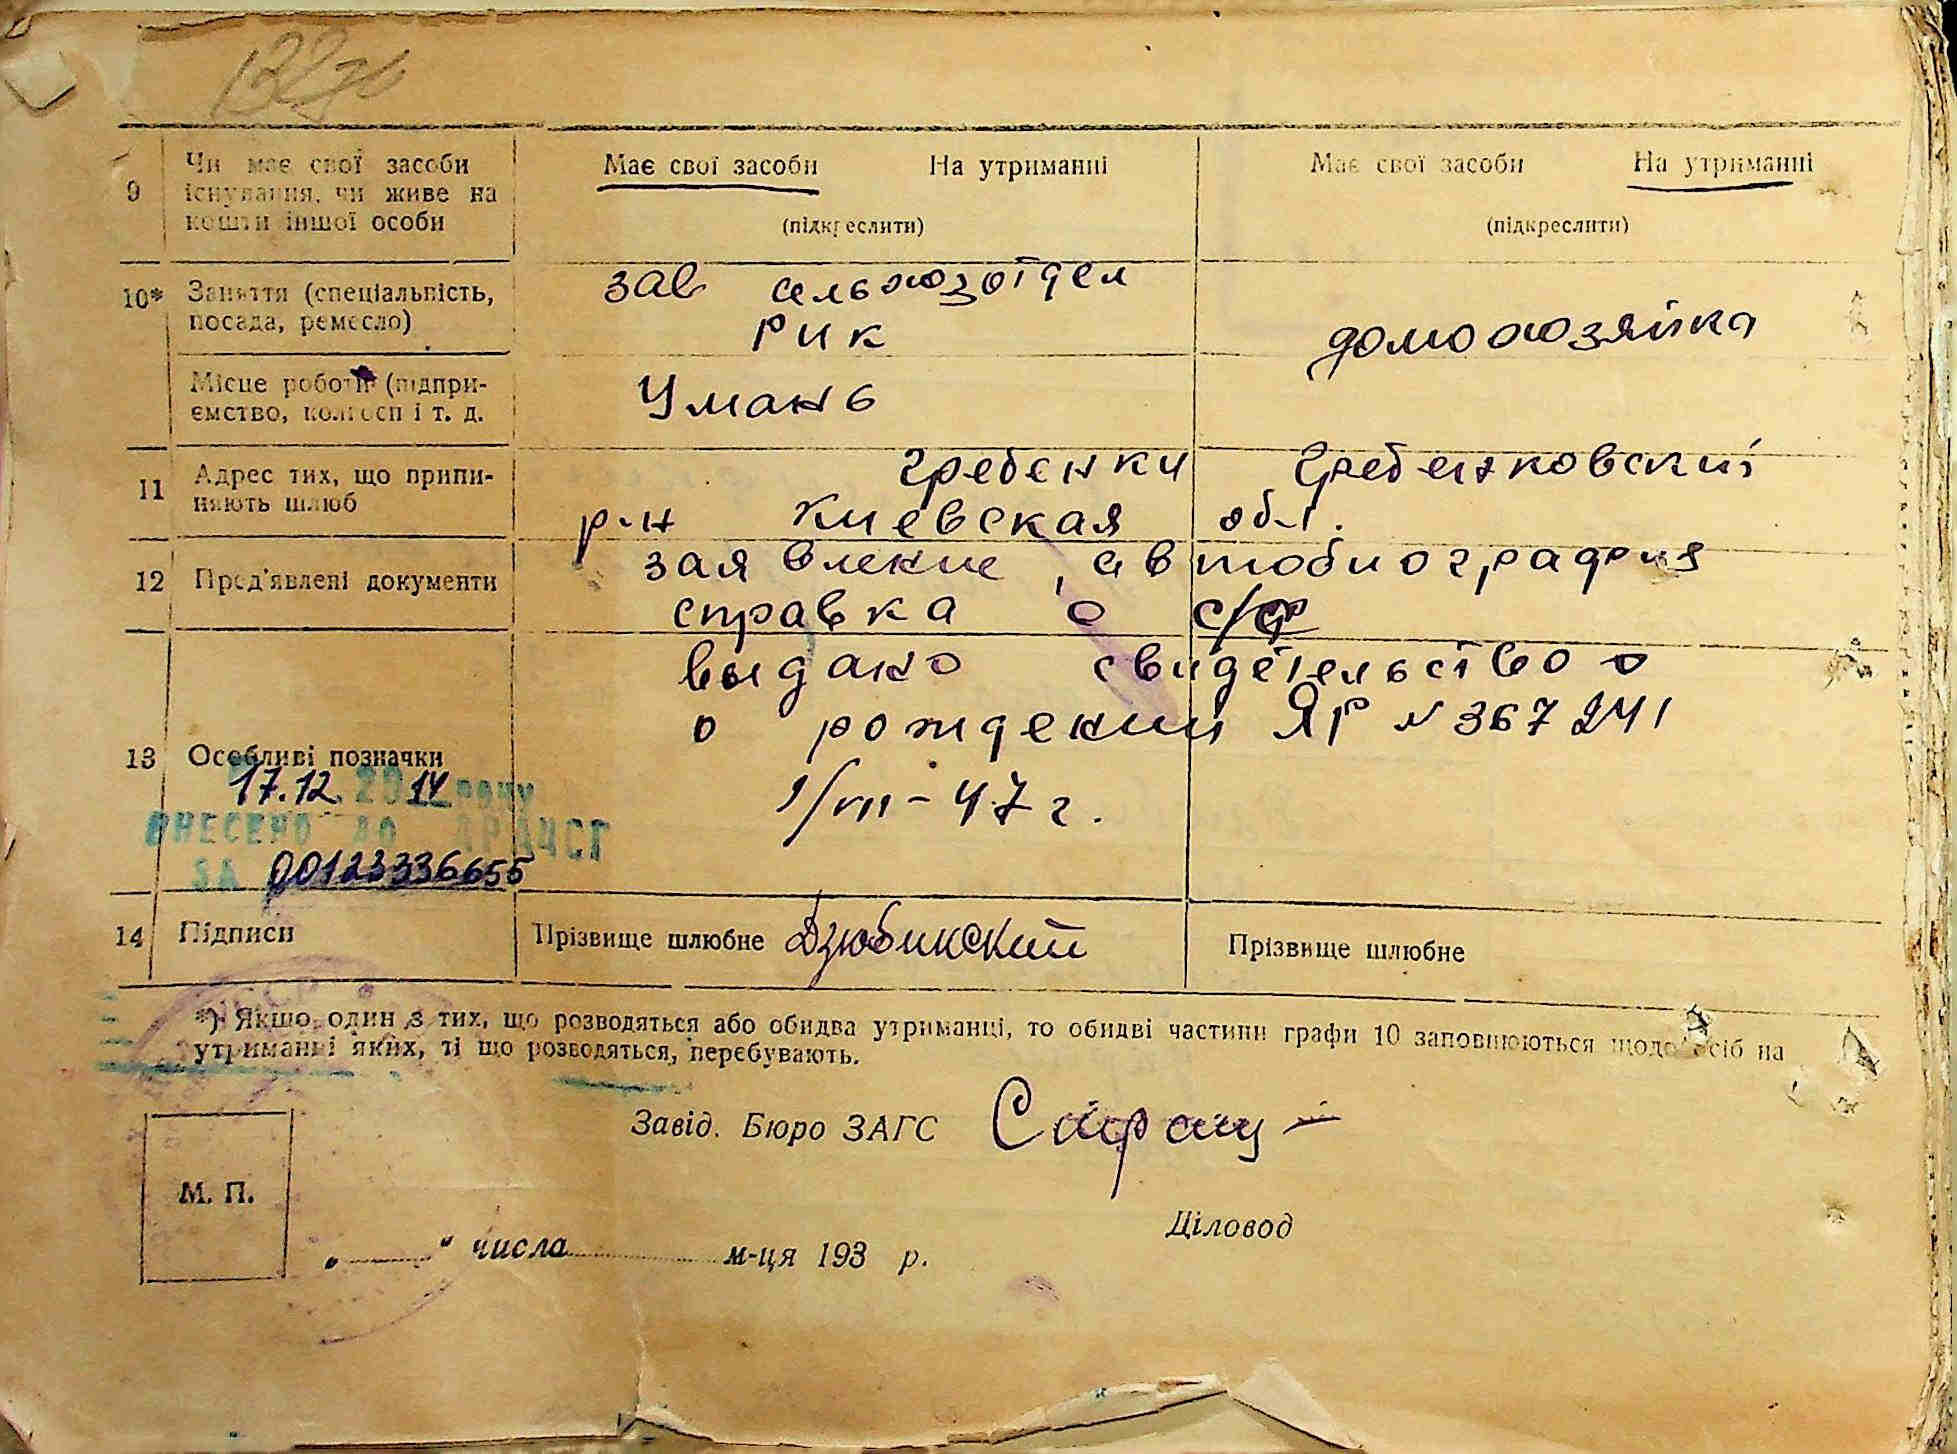 9 Чи має свої засоби існування, чи живе на кошти іншої особи
Має свої засоби На утриманні
(підкреслити)
Має свої засоби На утриманні
(підкреслити)
10* Заняття (спеціальність, посада, ремесло)
зав сельхозотдел
РИК
домохозяйка
Місце роботи (підпри-
ємство, колгосп і т. д.
Умань
11 Адрес тих, що припи-
няють шлюб
Гребенки Гребенковский
р-н Киевская обл.
12 Пред'явлені документи
заявление, автобиография
справка о с/
13 Особливі позначки
выдано свидетельство о
о рождении ЯР № 367241
1/VII - 47 г.
17.12.2014 року
ВНЕСЕНО ДО ДРАЦСГ
ЗА 00123336655
14 Підписи
Прізвище шлюбне Дзюбинский
Прізвище шлюбне
*) Якщо один з тих, що розводяться або обидва утриманці, то обидві частини графи 10 заповнюються щодо осіб на
утриманні яких, ті що розводяться, перебувають.
Завід. Бюро ЗАГС
М. П.
Діловод
„ “ числа м-ця 193 р.